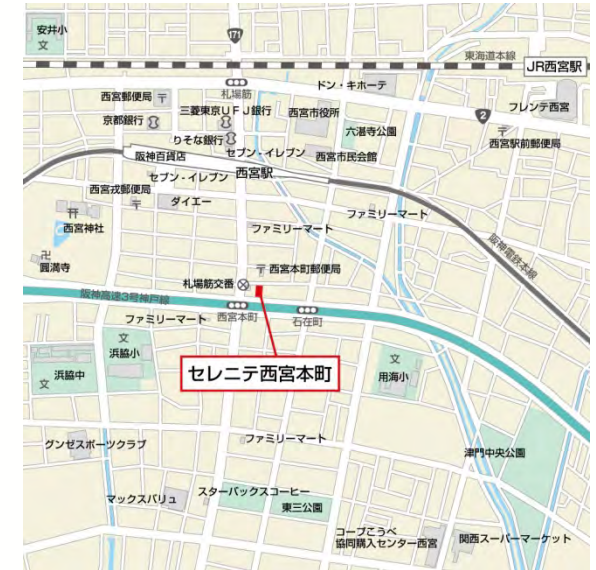 安井小
文
171
東海道本線
JR西宮駅
札場筋
ドン・キホーテ
西宮郵便局
三菱東京UFJ銀行
西宮市役所
フレンテ西宮
京都銀行
六湛寺公園
2
りそな銀行
西宮駅前郵便局
阪神百貨店
セブン-イレブン
西宮市民会館
セブン-イレブン
西宮駅
西宮戎郵便局
ダイエー
ファミリーマート
西宮神社
ファミリーマート
阪神電鉄本線
卍
圓満寺
西宮本町郵便局
札場筋交番
阪神高速3号神戸線
ファミリーマート
西宮本町
石在町
文
浜脇小
セレニテ西宮本町
文
用海小
文
浜脇中
グンゼスポーツクラブ
ファミリーマート
津門中央公園
マックスバリュ
スターバックスコーヒー
東三公園
コープこうべ
協同購入センター西宮
関西スーパーマーケット